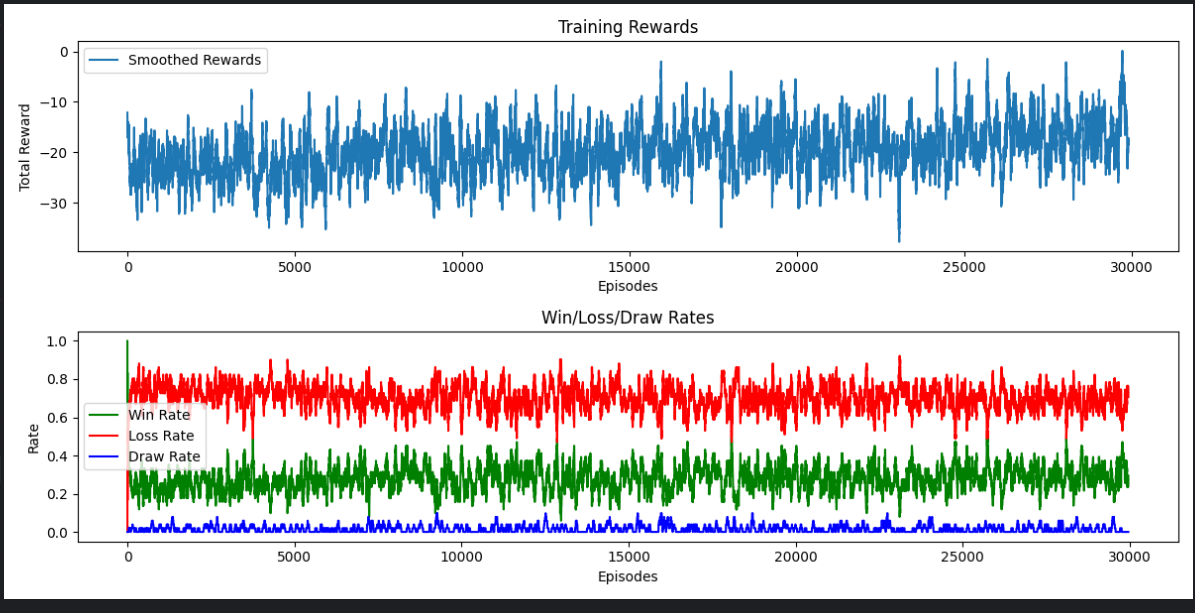 Training Rewards
Smoothed Rewards
Total Reward
0
−10
−20
−30
0 5000 10000 15000 20000 25000 30000
Episodes
Win/Loss/Draw Rates
Win Rate
Loss Rate
Draw Rate
Rate
1.0
0.8
0.6
0.4
0.2
0.0
0 5000 10000 15000 20000 25000 30000
Episodes